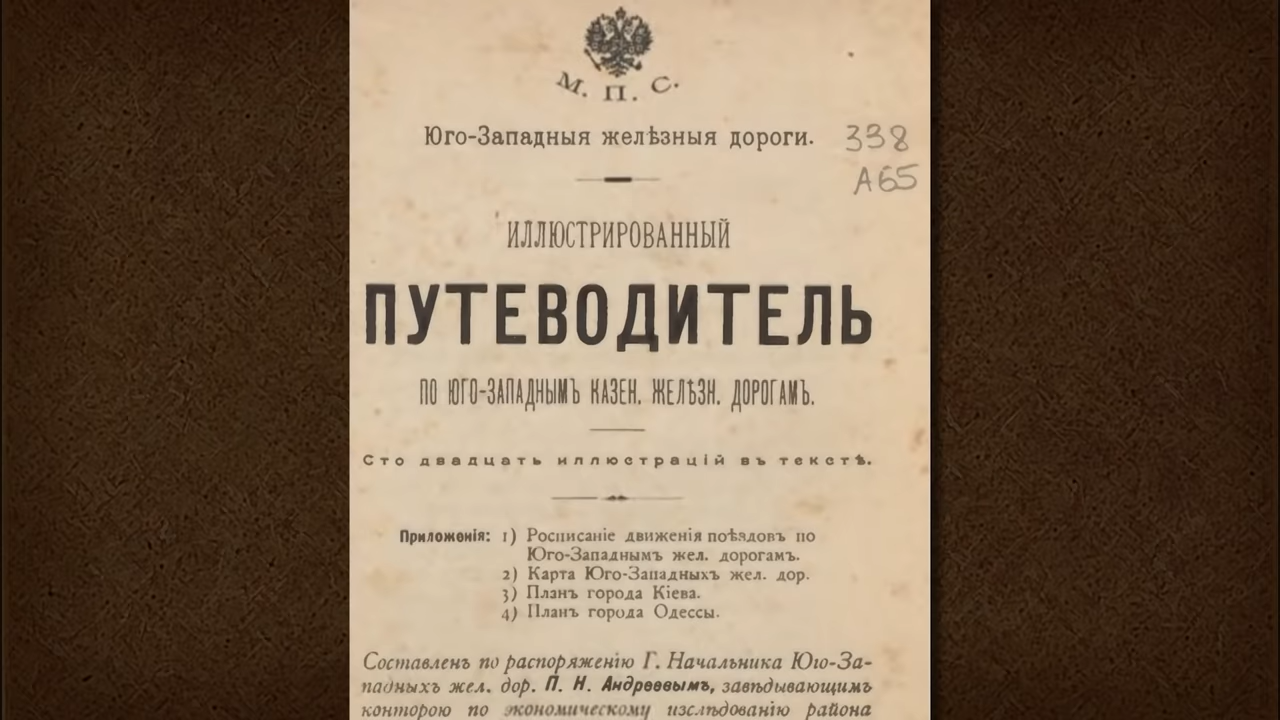 М. П. С.
Юго-Западныя желѣзныя дороги.
338
А65
ИЛЛЮСТРИРОВАННЫЙ
ПУТЕВОДИТЕЛЬ
ПО ЮГО-ЗАПАДНЫМЪ КАЗЕН. ЖЕЛѢЗН. ДОРОГАМЪ.
Сто двадцать иллюстрацій въ текстѣ.
Приложенія: 1) Росписаніе движенія поѣздовъ по
Юго-Западнымъ жел. дорогамъ.
2) Карта Юго-Западныхъ жел. дор.
3) Планъ города Кіева.
4) Планъ города Одессы.
Составленъ по распоряженію Г. Начальника Юго-За-
падныхъ жел. дор. П. Н. Андреевымъ, завѣдывающимъ
конторою по экономическому изслѣдованію района